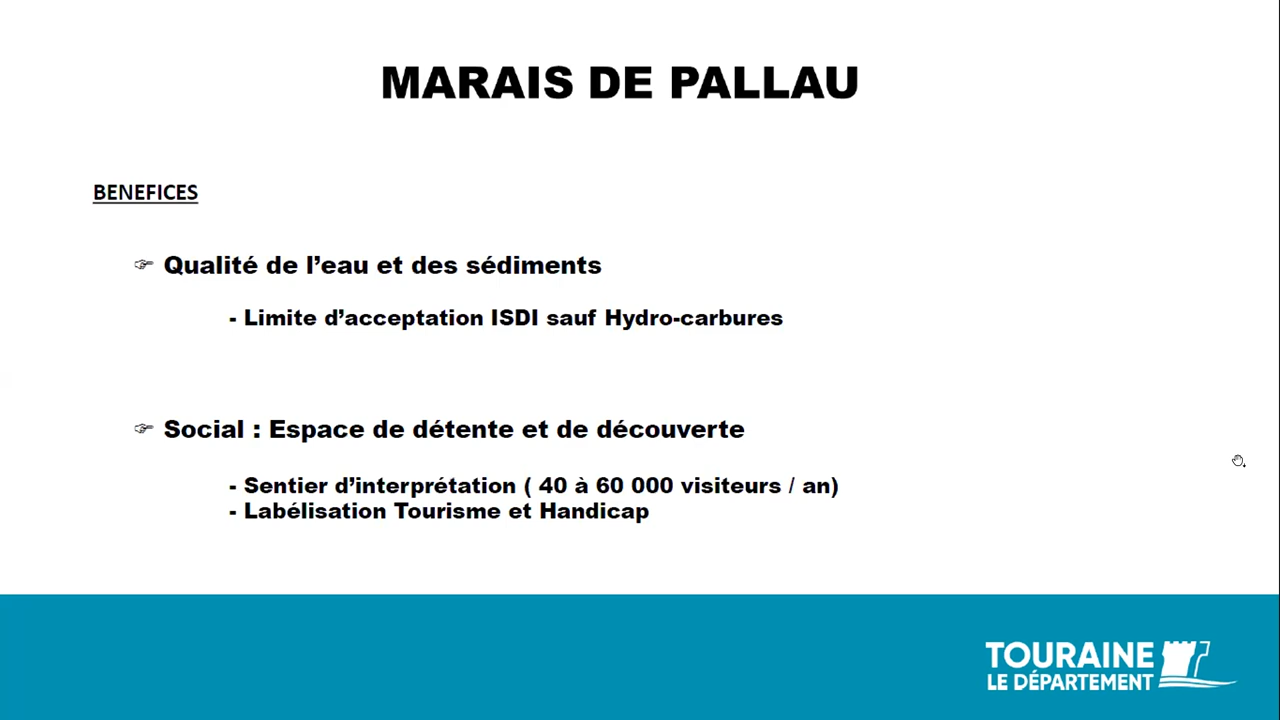 MARAIS DE PALLAU
BENEFICES
☞ Qualité de l’eau et des sédiments
- Limite d’acceptation ISDI sauf Hydro-carbures
☞ Social : Espace de détente et de découverte
- Sentier d’interprétation ( 40 à 60 000 visiteurs / an)
- Labélisation Tourisme et Handicap
TOURAINE
LE DÉPARTEMENT